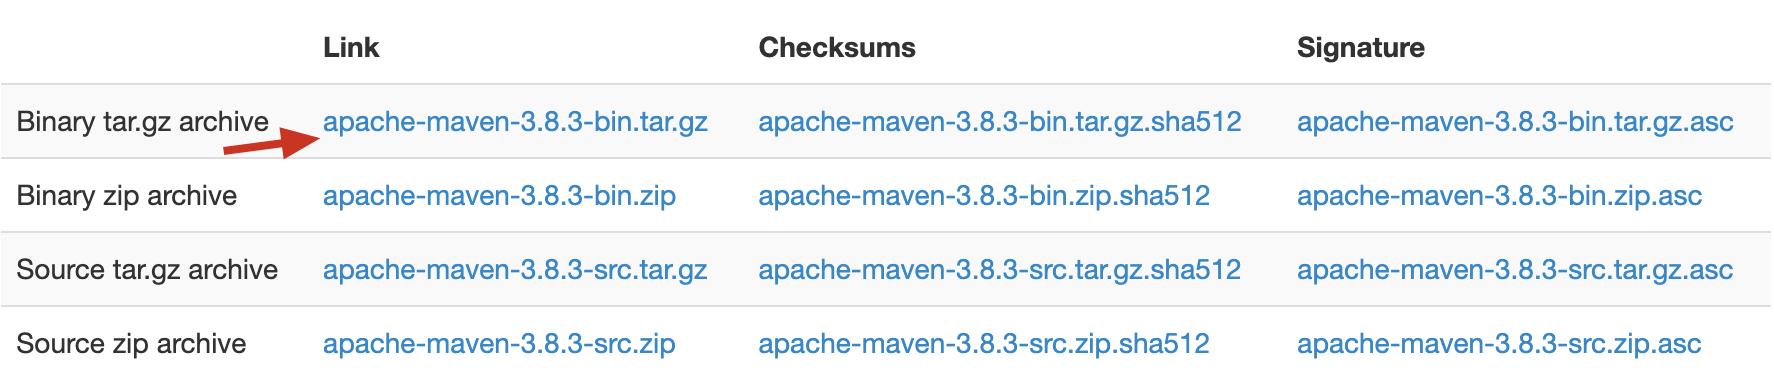 Link Checksums Signature
Binary tar.gz archive apache-maven-3.8.3-bin.tar.gz apache-maven-3.8.3-bin.tar.gz.sha512 apache-maven-3.8.3-bin.tar.gz.asc
Binary zip archive apache-maven-3.8.3-bin.zip apache-maven-3.8.3-bin.zip.sha512 apache-maven-3.8.3-bin.zip.asc
Source tar.gz archive apache-maven-3.8.3-src.tar.gz apache-maven-3.8.3-src.tar.gz.sha512 apache-maven-3.8.3-src.tar.gz.asc
Source zip archive apache-maven-3.8.3-src.zip apache-maven-3.8.3-src.zip.sha512 apache-maven-3.8.3-src.zip.asc